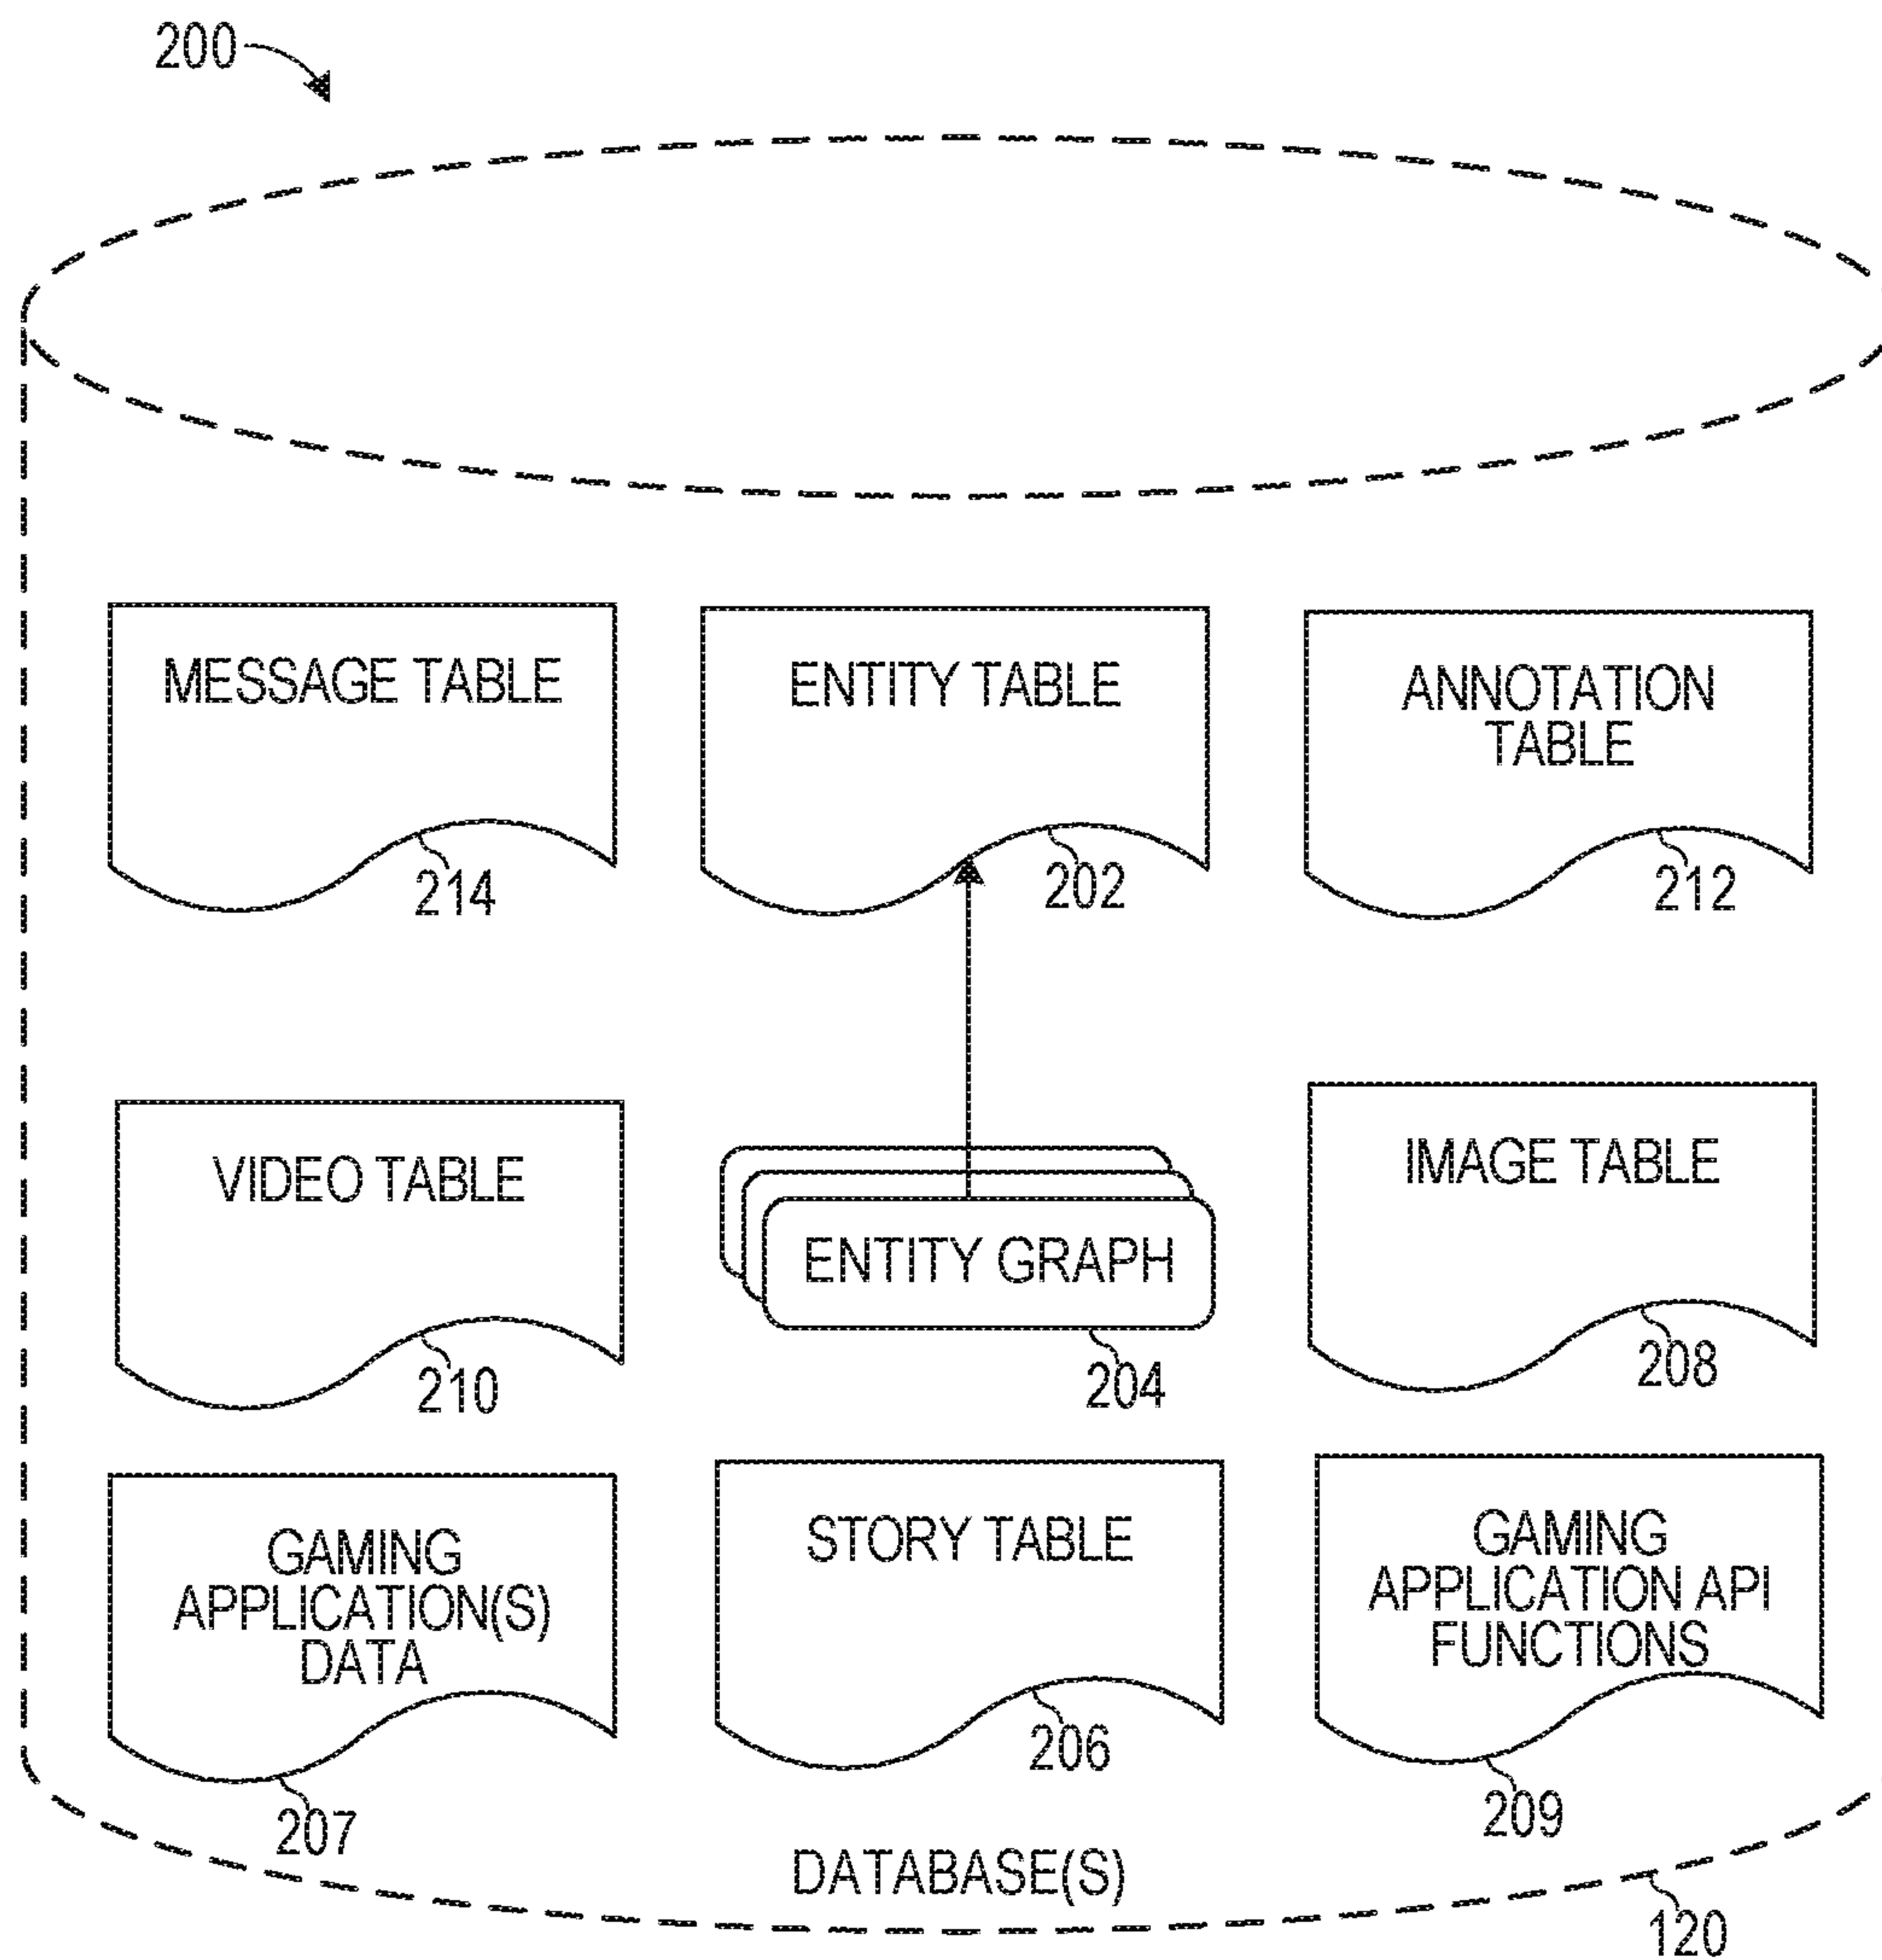 200
MESSAGE TABLE
214
ENTITY TABLE
202
ANNOTATION
TABLE
212
VIDEO TABLE
210
ENTITY GRAPH
204
IMAGE TABLE
208
GAMING
APPLICATION(S)
DATA
207
STORY TABLE
206
GAMING
APPLICATION API
FUNCTIONS
209
DATABASE(S)
120